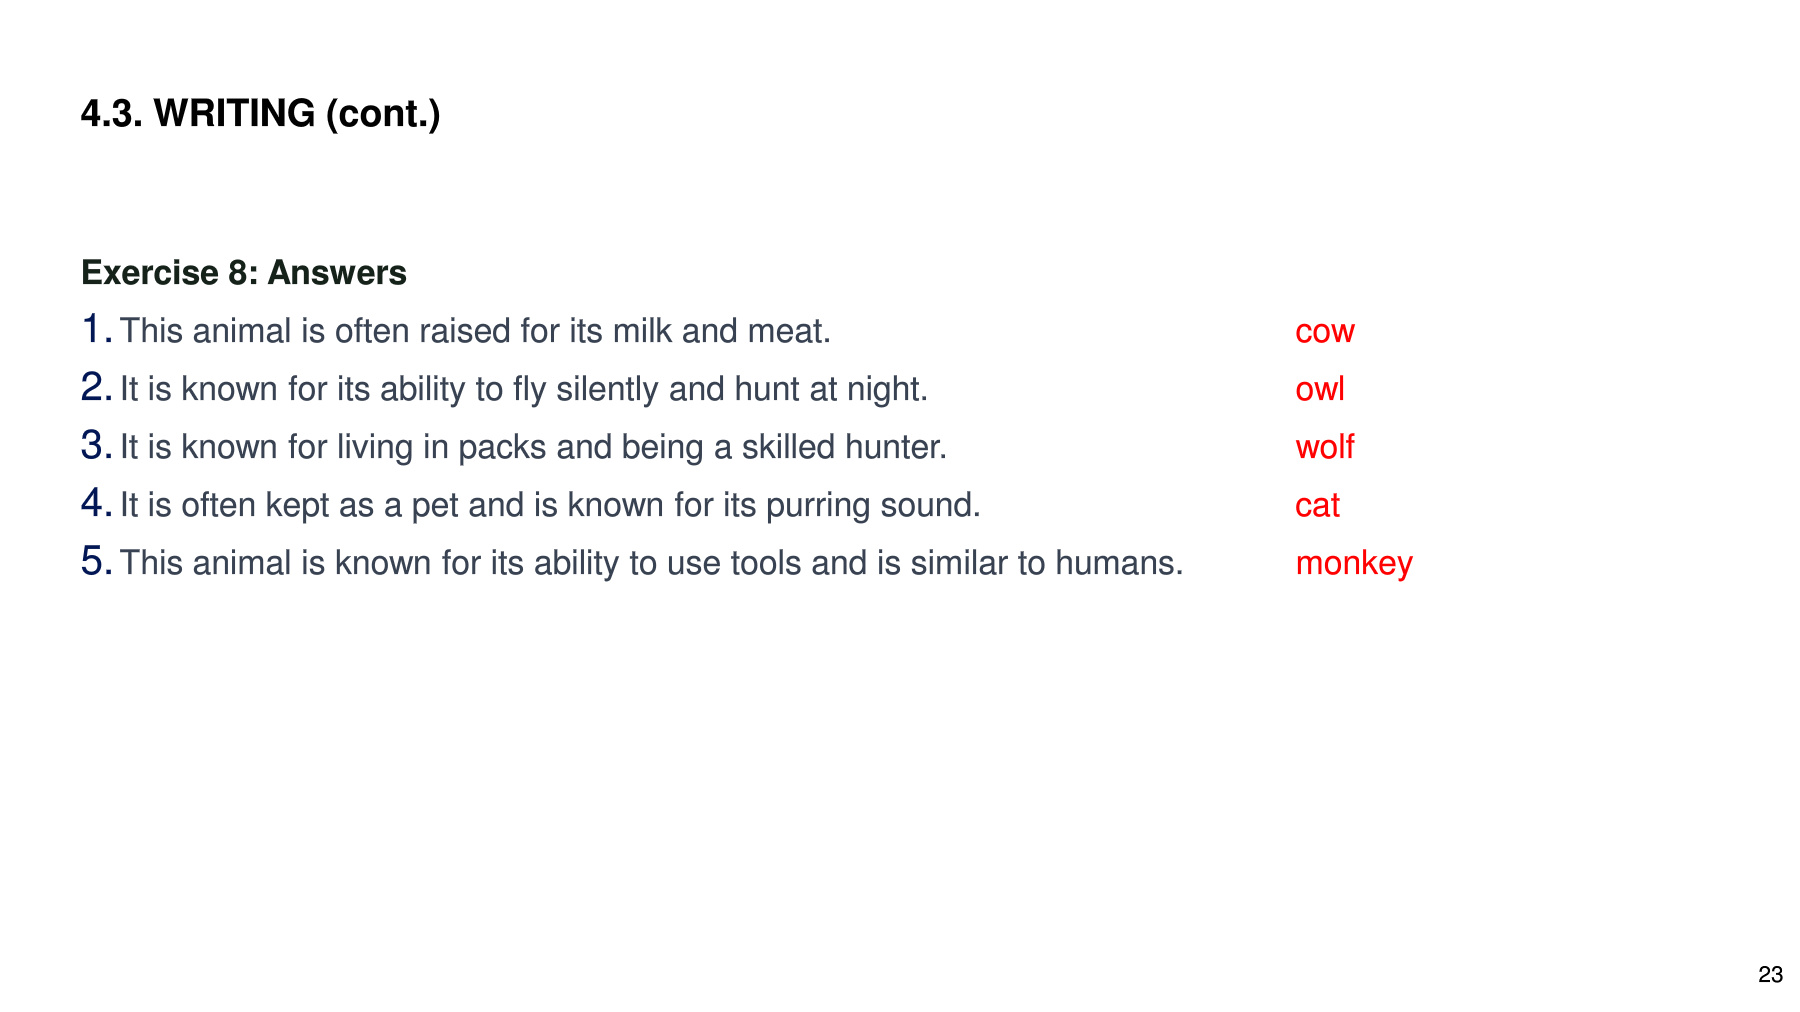 4.3. WRITING (cont.)
Exercise 8: Answers
1. This animal is often raised for its milk and meat. cow
2. It is known for its ability to fly silently and hunt at night. owl
3. It is known for living in packs and being a skilled hunter. wolf
4. It is often kept as a pet and is known for its purring sound. cat
5. This animal is known for its ability to use tools and is similar to humans. monkey
23